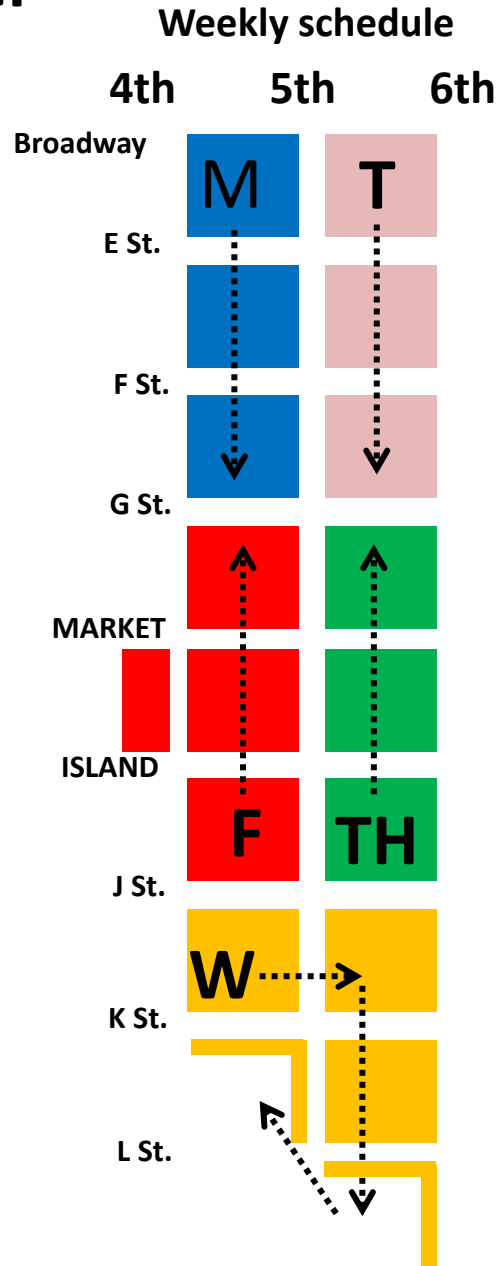 Weekly schedule
4th 5th 6th
Broadway
M T
E St.
F St.
G St.
MARKET
ISLAND
F TH
J St.
W
K St.
L St.